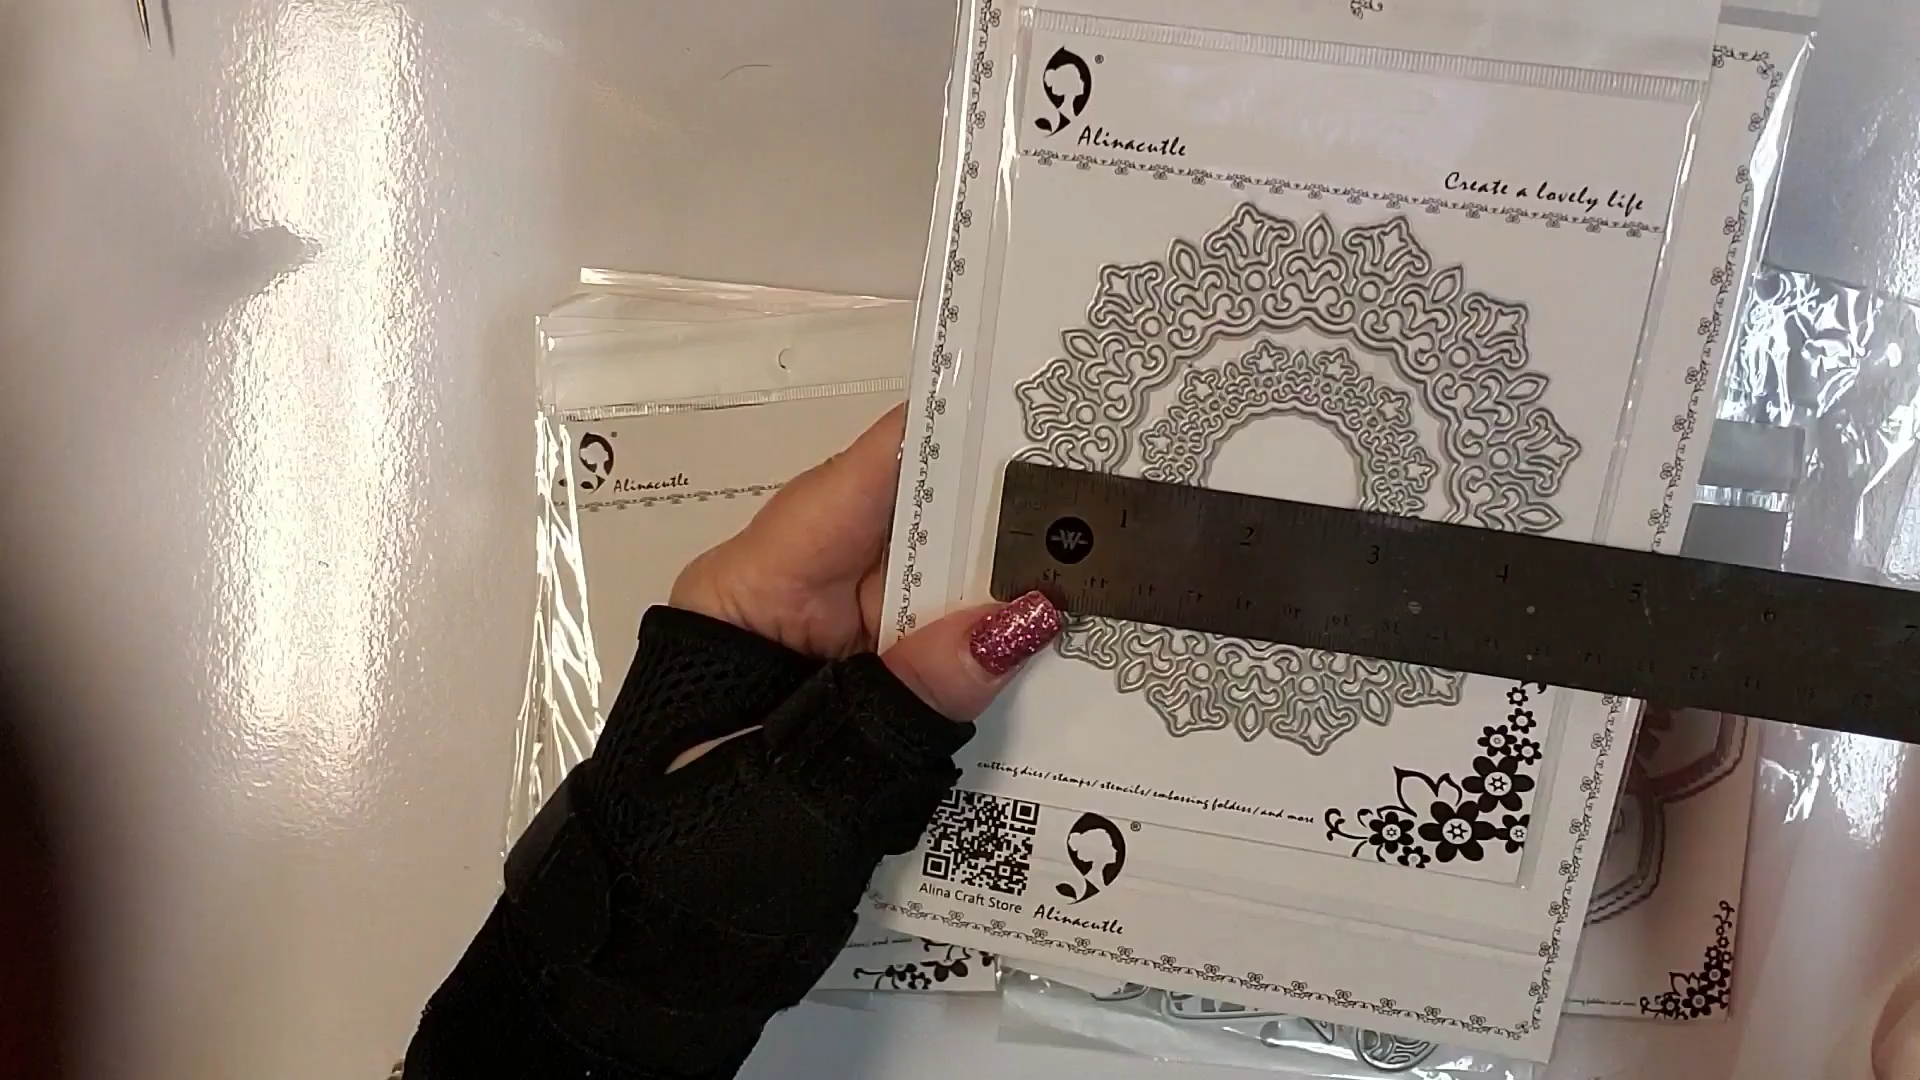 ®
Alinacutle
Create a lovely life
®
Alinacutle
1 2 3 4 5 6 7
W
cutting dies/stamps/stencils/embossing folders/and more
®
Alina Craft Store
Alinacutle